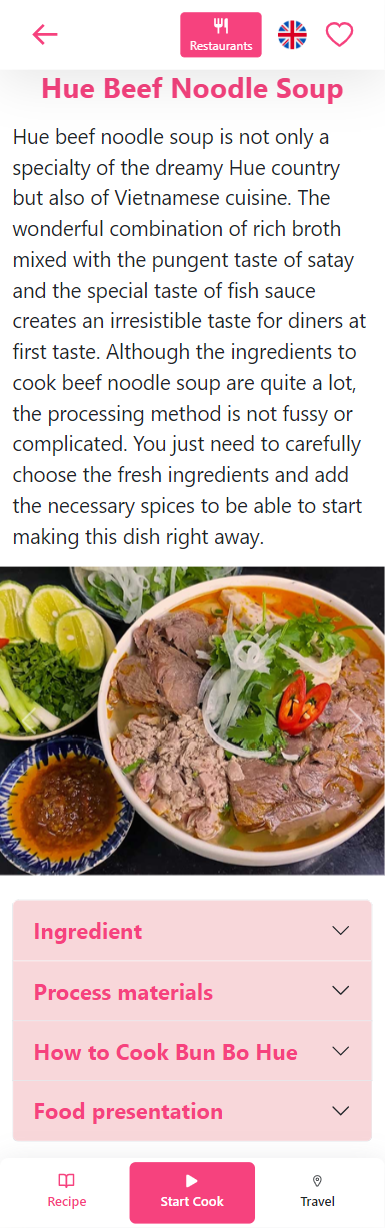 Restaurants
Hue Beef Noodle Soup
Hue beef noodle soup is not only a
specialty of the dreamy Hue country
but also of Vietnamese cuisine. The
wonderful combination of rich broth
mixed with the pungent taste of satay
and the special taste of fish sauce
creates an irresistible taste for diners at
first taste. Although the ingredients to
cook beef noodle soup are quite a lot,
the processing method is not fussy or
complicated. You just need to carefully
choose the fresh ingredients and add
the necessary spices to be able to start
making this dish right away.
Ingredient
Process materials
How to Cook Bun Bo Hue
Food presentation
Recipe
Start Cook
Travel